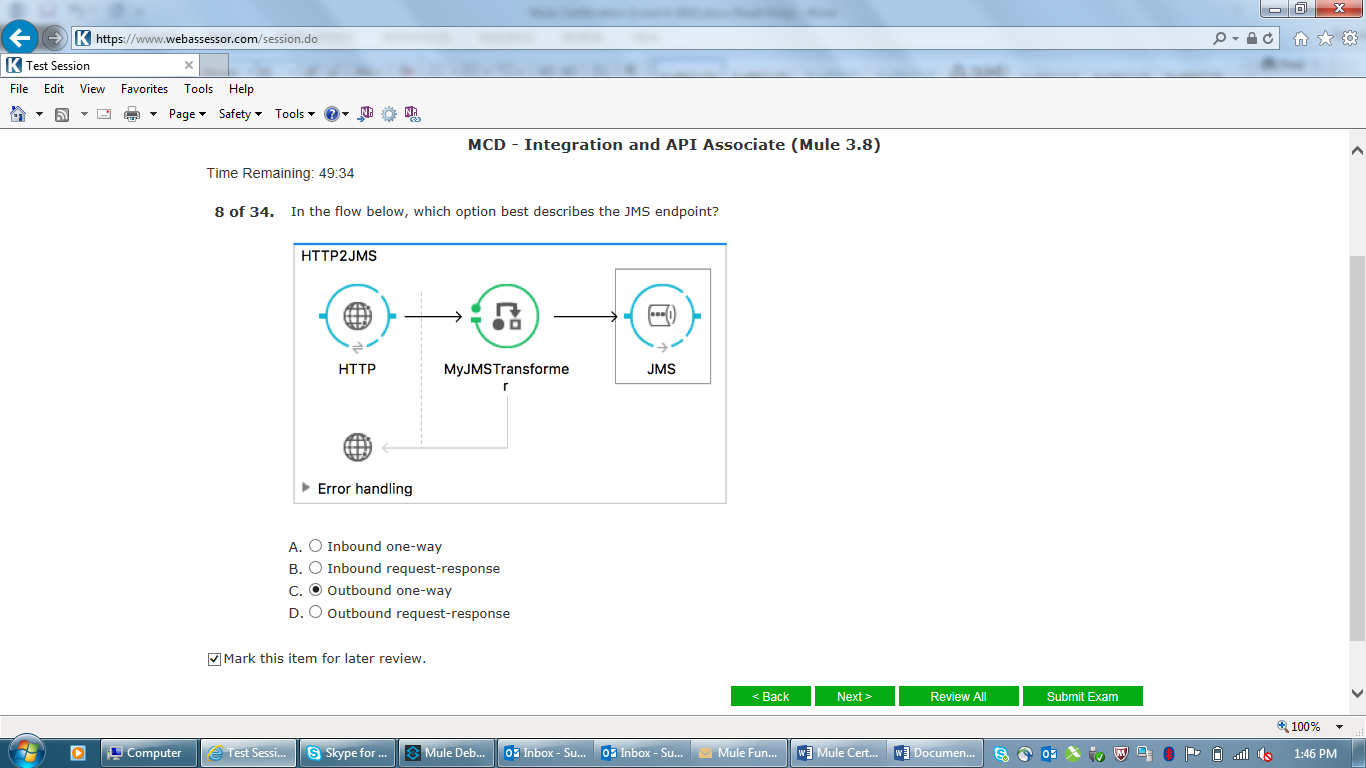 https://www.webassessor.com/session.do
Test Session
File Edit View Favorites Tools Help
Page Safety Tools
MCD - Integration and API Associate (Mule 3.8)
Time Remaining: 49:34
8 of 34. In the flow below, which option best describes the JMS endpoint?
HTTP2JMS
HTTP MyJMSTransforme JMS
r
Error handling
A. Inbound one-way
B. Inbound request-response
C. Outbound one-way
D. Outbound request-response
Mark this item for later review.
< Back Next > Review All Submit Exam
100%
Computer Test Sessi... Skype for ... Mule Deb... Inbox - Su... Inbox - Su... Mule Fun... Mule Cert... Documen... 1:46 PM